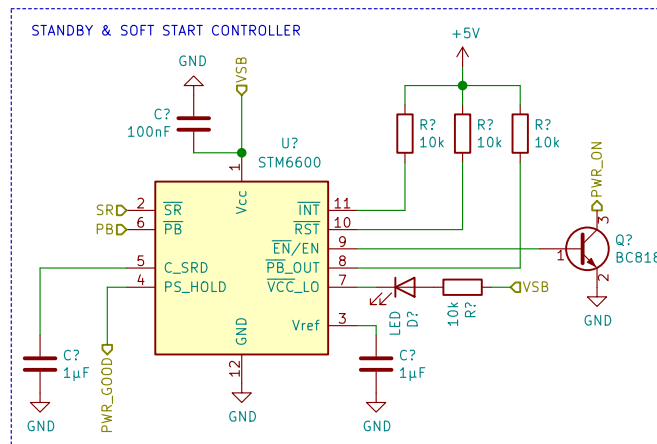 STANDBY & SOFT START CONTROLLER
+5V
GND
VSB
C?
100nF
U?
STM6600
R?
10k
R?
10k
R?
10k
PWR_ON
1
Vcc
SR 2 SR
PB 6 PB
5 C_SRD
4 PS_HOLD
INT 11
RST 10
EN/EN 9
PB_OUT 8
VCC_LO 7
Vref 3
GND
12
GND
1
3
2
Q?
BC818
GND
LED
D?
10k
R?
VSB
C?
1µF
GND
PWR_GOOD
C?
1µF
GND